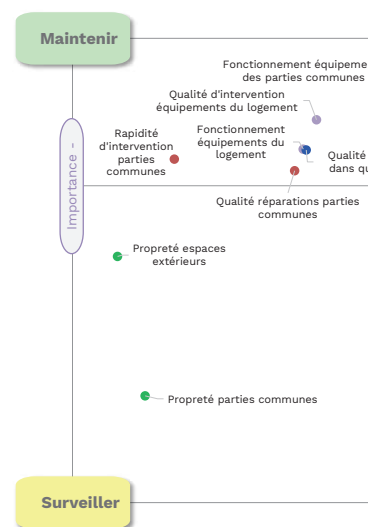 Maintenir
Fonctionnement équipeme
des parties communes
Qualité d'intervention
équipements du logement
Rapidité
d'intervention
parties
communes
Fonctionnement
équipements du
logement
Qualité
dans qu
Importance -
Qualité réparations parties
communes
Propreté espaces
extérieurs
Propreté parties communes
Surveiller